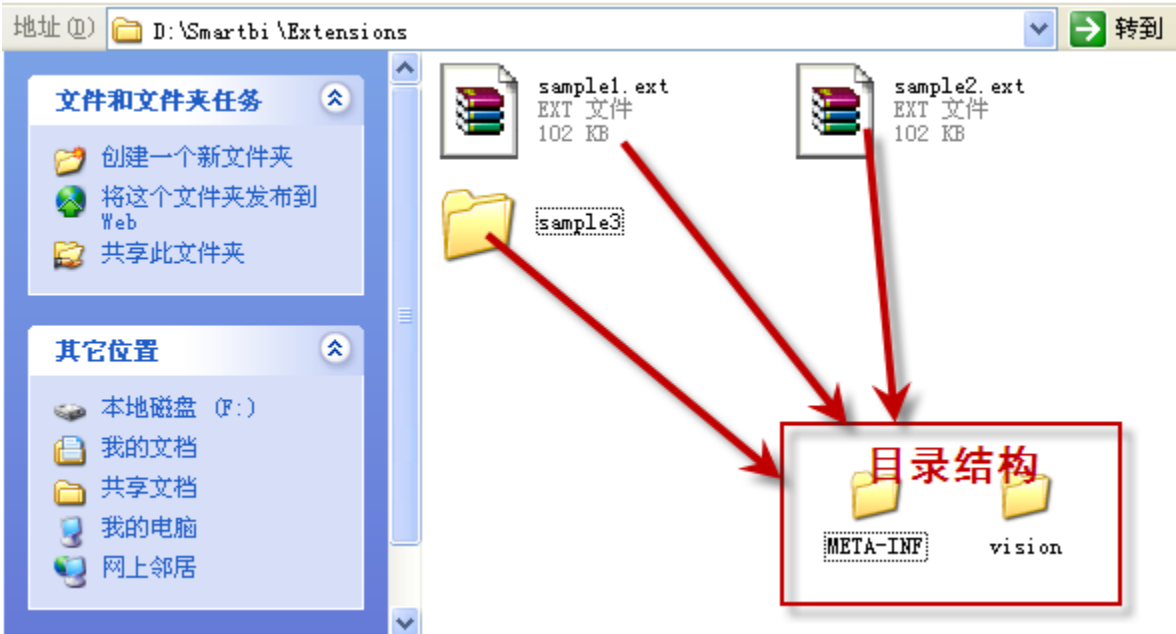 地址(D) D:\Smartbi\Extensions 转到
文件和文件夹任务
创建一个新文件夹
将这个文件夹发布到
Web
共享此文件夹
其它位置
本地磁盘 (F:)
我的文档
共享文档
我的电脑
网上邻居
sample1.ext
EXT 文件
102 KB
sample2.ext
EXT 文件
102 KB
sample3
目录结构
META-INF
vision